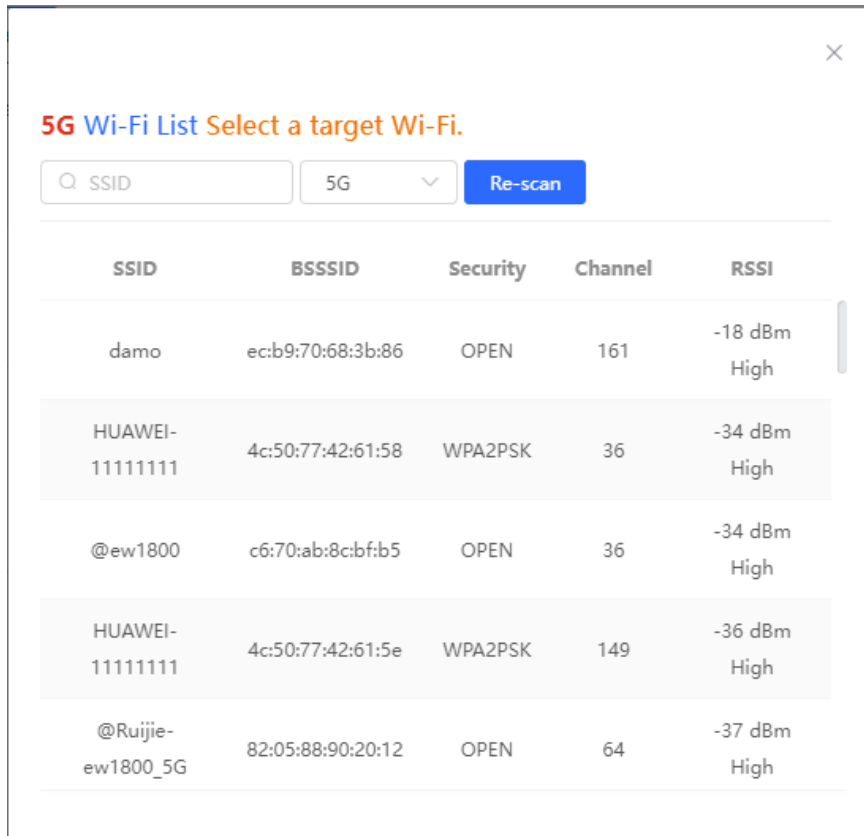 5G Wi-Fi List Select a target Wi-Fi.
SSID 5G Re-scan
SSID BSSSID Security Channel RSSI
damo ec:b9:70:68:3b:86 OPEN 161 -18 dBm High
HUAWEI-11111111 4c:50:77:42:61:58 WPA2PSK 36 -34 dBm High
@ew1800 c6:70:ab:8c:bf:b5 OPEN 36 -34 dBm High
HUAWEI-11111111 4c:50:77:42:61:5e WPA2PSK 149 -36 dBm High
@Ruijie-ew1800_5G 82:05:88:90:20:12 OPEN 64 -37 dBm High